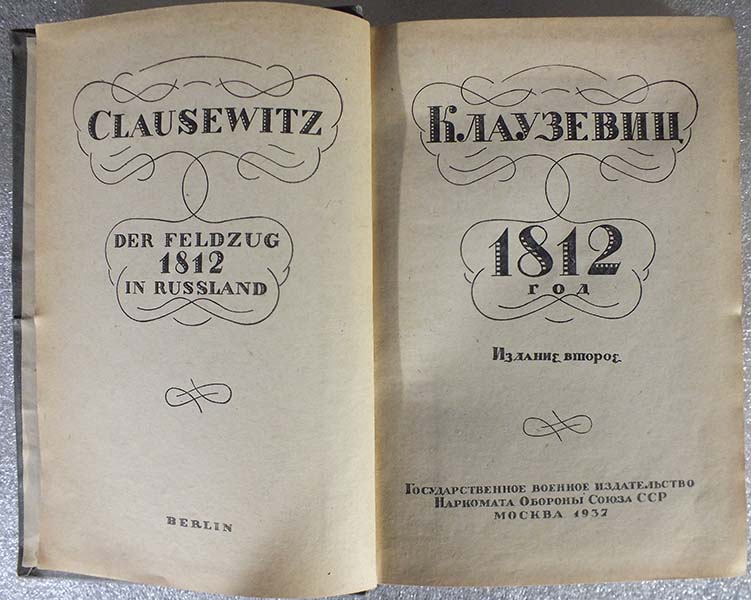 CLAUSEWITZ
DER FELDZUG
1812
IN RUSSLAND
BERLIN
КЛАУЗЕВИЦ
1812
ГОД
ИЗДАНИЕ ВТОРОЕ
ГОСУДАРСТВЕННОЕ ВОЕННОЕ ИЗДАТЕЛЬСТВО
НАРКОМАТА ОБОРОНЫ СОЮЗА ССР
МОСКВА 1937